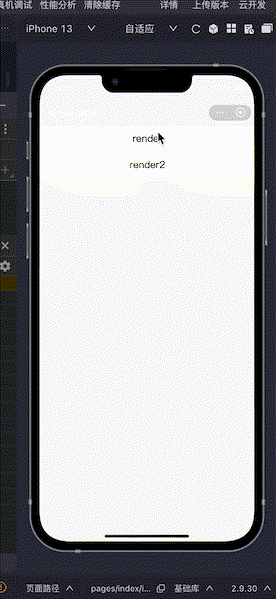 真机调试 性能分析 清除缓存 详情 上传版本 云开发
iPhone 13 自适应
render
render2
页面路径 pages/index/i... 基础库 2.9.30